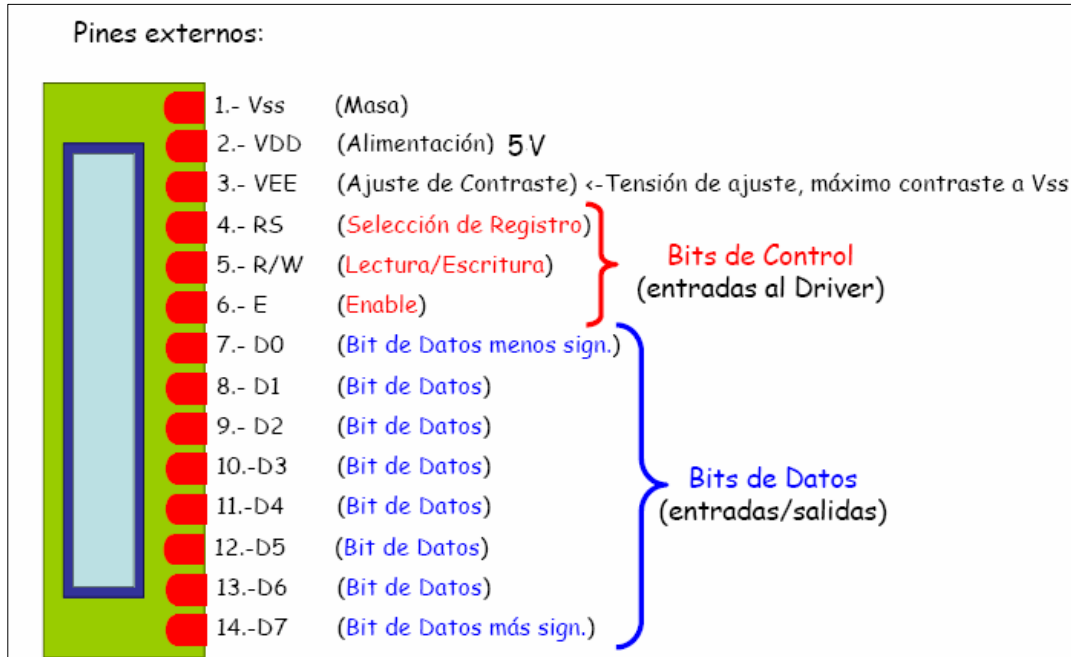 Pines externos:
1.- Vss (Masa)
2.- VDD (Alimentación) 5V
3.- VEE (Ajuste de Contraste) <-Tensión de ajuste, máximo contraste a Vss
4.- RS (Selección de Registro)
5.- R/W (Lectura/Escritura)
6.- E (Enable)
Bits de Control
(entradas al Driver)
7.- D0 (Bit de Datos menos sign.)
8.- D1 (Bit de Datos)
9.- D2 (Bit de Datos)
10.-D3 (Bit de Datos)
11.-D4 (Bit de Datos)
12.-D5 (Bit de Datos)
13.-D6 (Bit de Datos)
14.-D7 (Bit de Datos más sign.)
Bits de Datos
(entradas/salidas)